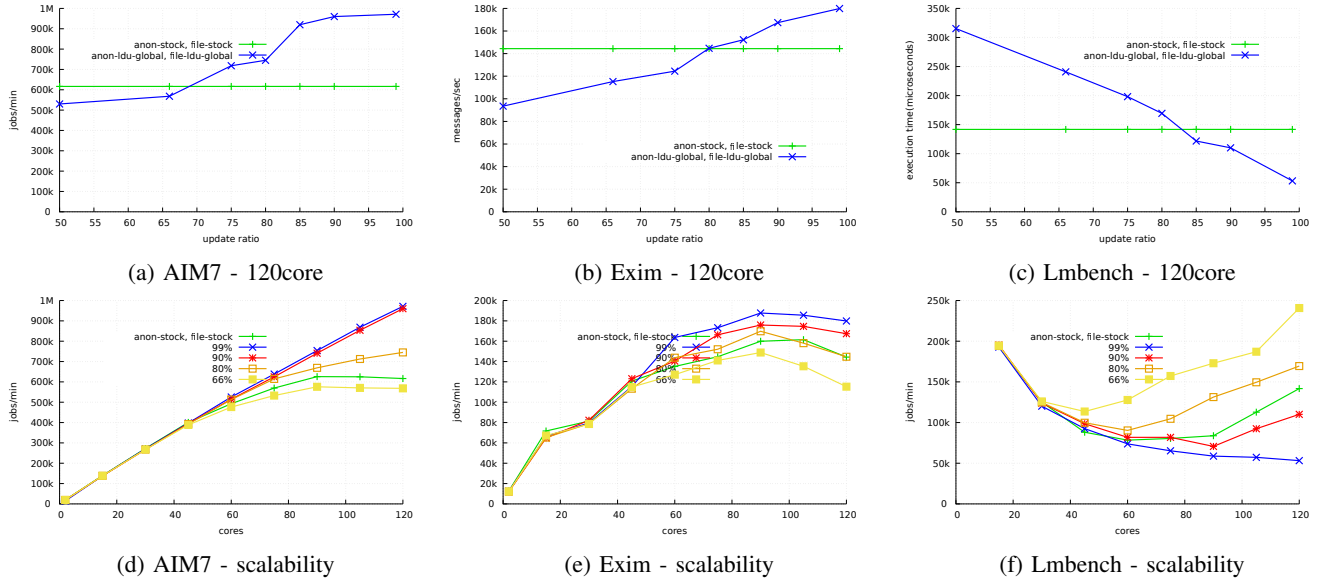 1M
900k
800k
700k
600k
500k
400k
300k
200k
100k
0
jobs/min
anon-stock, file-stock
anon-ldu-global, file-ldu-global
50 55 60 65 70 75 80 85 90 95 100
update ratio
(a) AIM7 - 120core
180k
160k
140k
120k
100k
80k
60k
40k
20k
0
messages/sec
anon-stock, file-stock
anon-ldu-global, file-ldu-global
50 55 60 65 70 75 80 85 90 95 100
update ratio
(b) Exim - 120core
350k
300k
250k
200k
150k
100k
50k
0
execution time(microseconds)
anon-stock, file-stock
anon-ldu-global, file-ldu-global
50 55 60 65 70 75 80 85 90 95 100
update ratio
(c) Lmbench - 120core
1M
900k
800k
700k
600k
500k
400k
300k
200k
100k
0
jobs/min
anon-stock, file-stock
99%
90%
80%
66%
0 20 40 60 80 100 120
cores
(d) AIM7 - scalability
200k
180k
160k
140k
120k
100k
80k
60k
40k
20k
0
jobs/min
anon-stock, file-stock
99%
90%
80%
66%
0 20 40 60 80 100 120
cores
(e) Exim - scalability
250k
200k
150k
100k
50k
0
jobs/min
anon-stock, file-stock
99%
90%
80%
66%
0 20 40 60 80 100 120
cores
(f) Lmbench - scalability